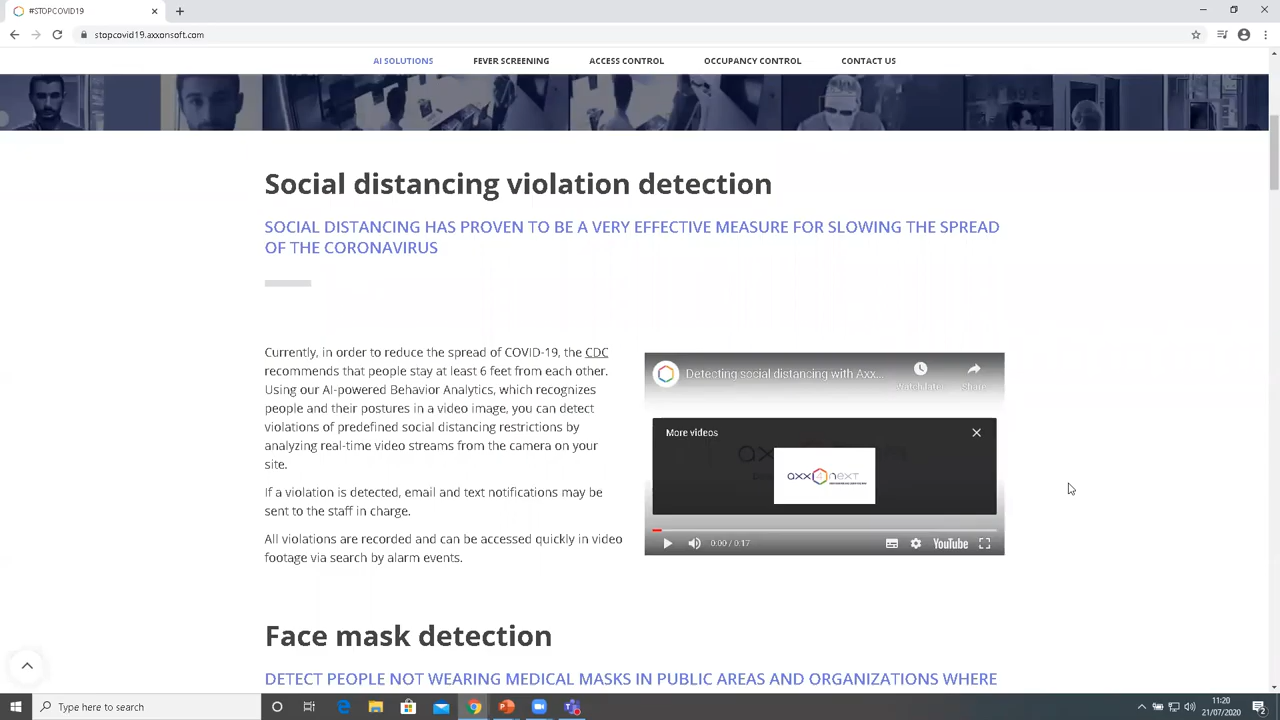 #STOPCOVID19
stopcovid19.axxonsoft.com
AI SOLUTIONS
FEVER SCREENING
ACCESS CONTROL
OCCUPANCY CONTROL
CONTACT US
Social distancing violation detection
SOCIAL DISTANCING HAS PROVEN TO BE A VERY EFFECTIVE MEASURE FOR SLOWING THE SPREAD
OF THE CORONAVIRUS
Currently, in order to reduce the spread of COVID-19, the CDC
recommends that people stay at least 6 feet from each other.
Using our AI-powered Behavior Analytics, which recognizes
people and their postures in a video image, you can detect
violations of predefined social distancing restrictions by
analyzing real-time video streams from the camera on your
site.
If a violation is detected, email and text notifications may be
sent to the staff in charge.
All violations are recorded and can be accessed quickly in video
footage via search by alarm events.
Detecting social distancing with Axx...
Watch later
Share
More videos
axx4next
0:00 / 0:17
YouTube
Face mask detection
DETECT PEOPLE NOT WEARING MEDICAL MASKS IN PUBLIC AREAS AND ORGANIZATIONS WHERE
Type here to search
11:20
21/07/2020
2